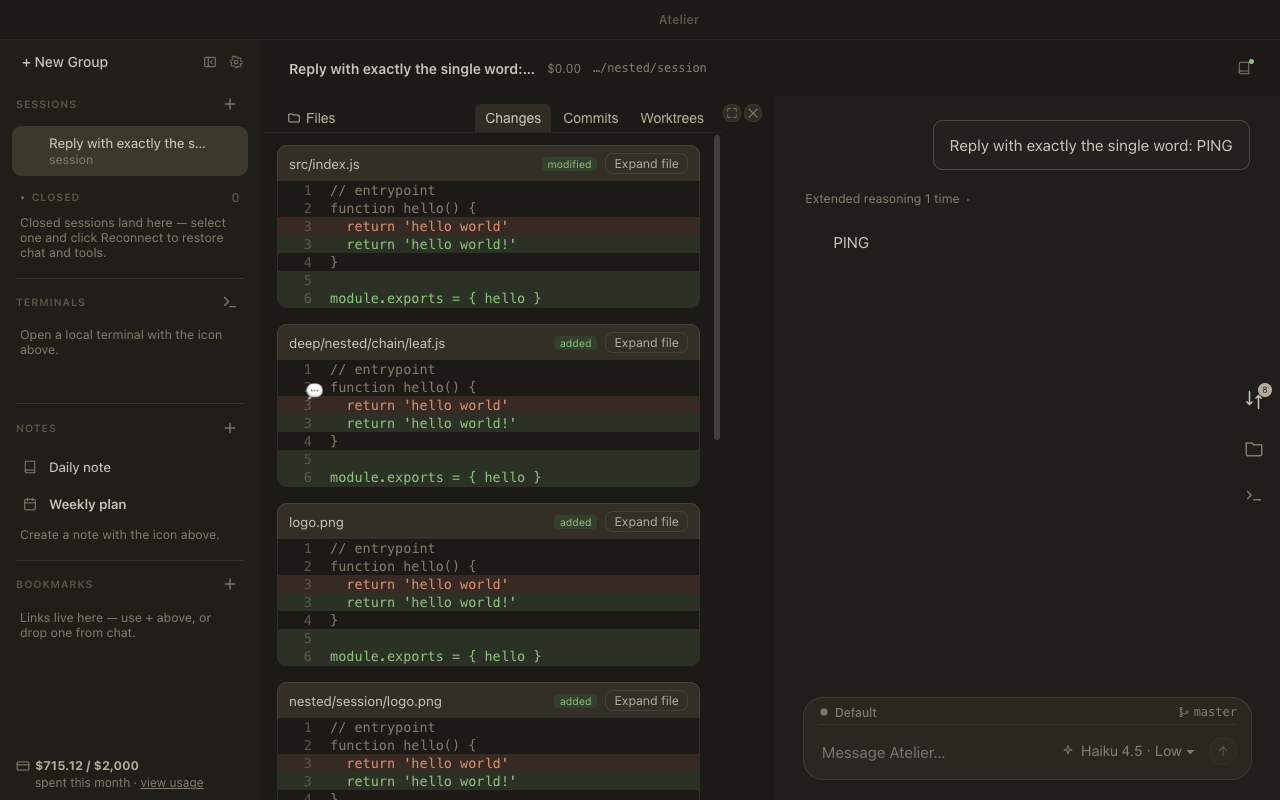 Atelier
+ New Group
SESSIONS
Reply with exactly the s...
session
CLOSED 0
Closed sessions land here — select
one and click Reconnect to restore
chat and tools.
TERMINALS
Open a local terminal with the icon
above.
NOTES
Daily note
Weekly plan
Create a note with the icon above.
BOOKMARKS
Links live here — use + above, or
drop one from chat.
$715.12 / $2,000
spent this month · view usage
Reply with exactly the single word:... $0.00 …/nested/session
Files Changes Commits Worktrees
src/index.js modified Expand file
1 // entrypoint
2 function hello() {
3 return 'hello world'
3 return 'hello world!'
4 }
5
6 module.exports = { hello }
deep/nested/chain/leaf.js added Expand file
1 // entrypoint
function hello() {
3 return 'hello world'
3 return 'hello world!'
4 }
5
6 module.exports = { hello }
logo.png added Expand file
1 // entrypoint
2 function hello() {
3 return 'hello world'
3 return 'hello world!'
4 }
5
6 module.exports = { hello }
nested/session/logo.png added Expand file
1 // entrypoint
2 function hello() {
3 return 'hello world'
3 return 'hello world!'
4 }
Reply with exactly the single word: PING
Extended reasoning 1 time
PING
8
Default master
Message Atelier... Haiku 4.5 · Low